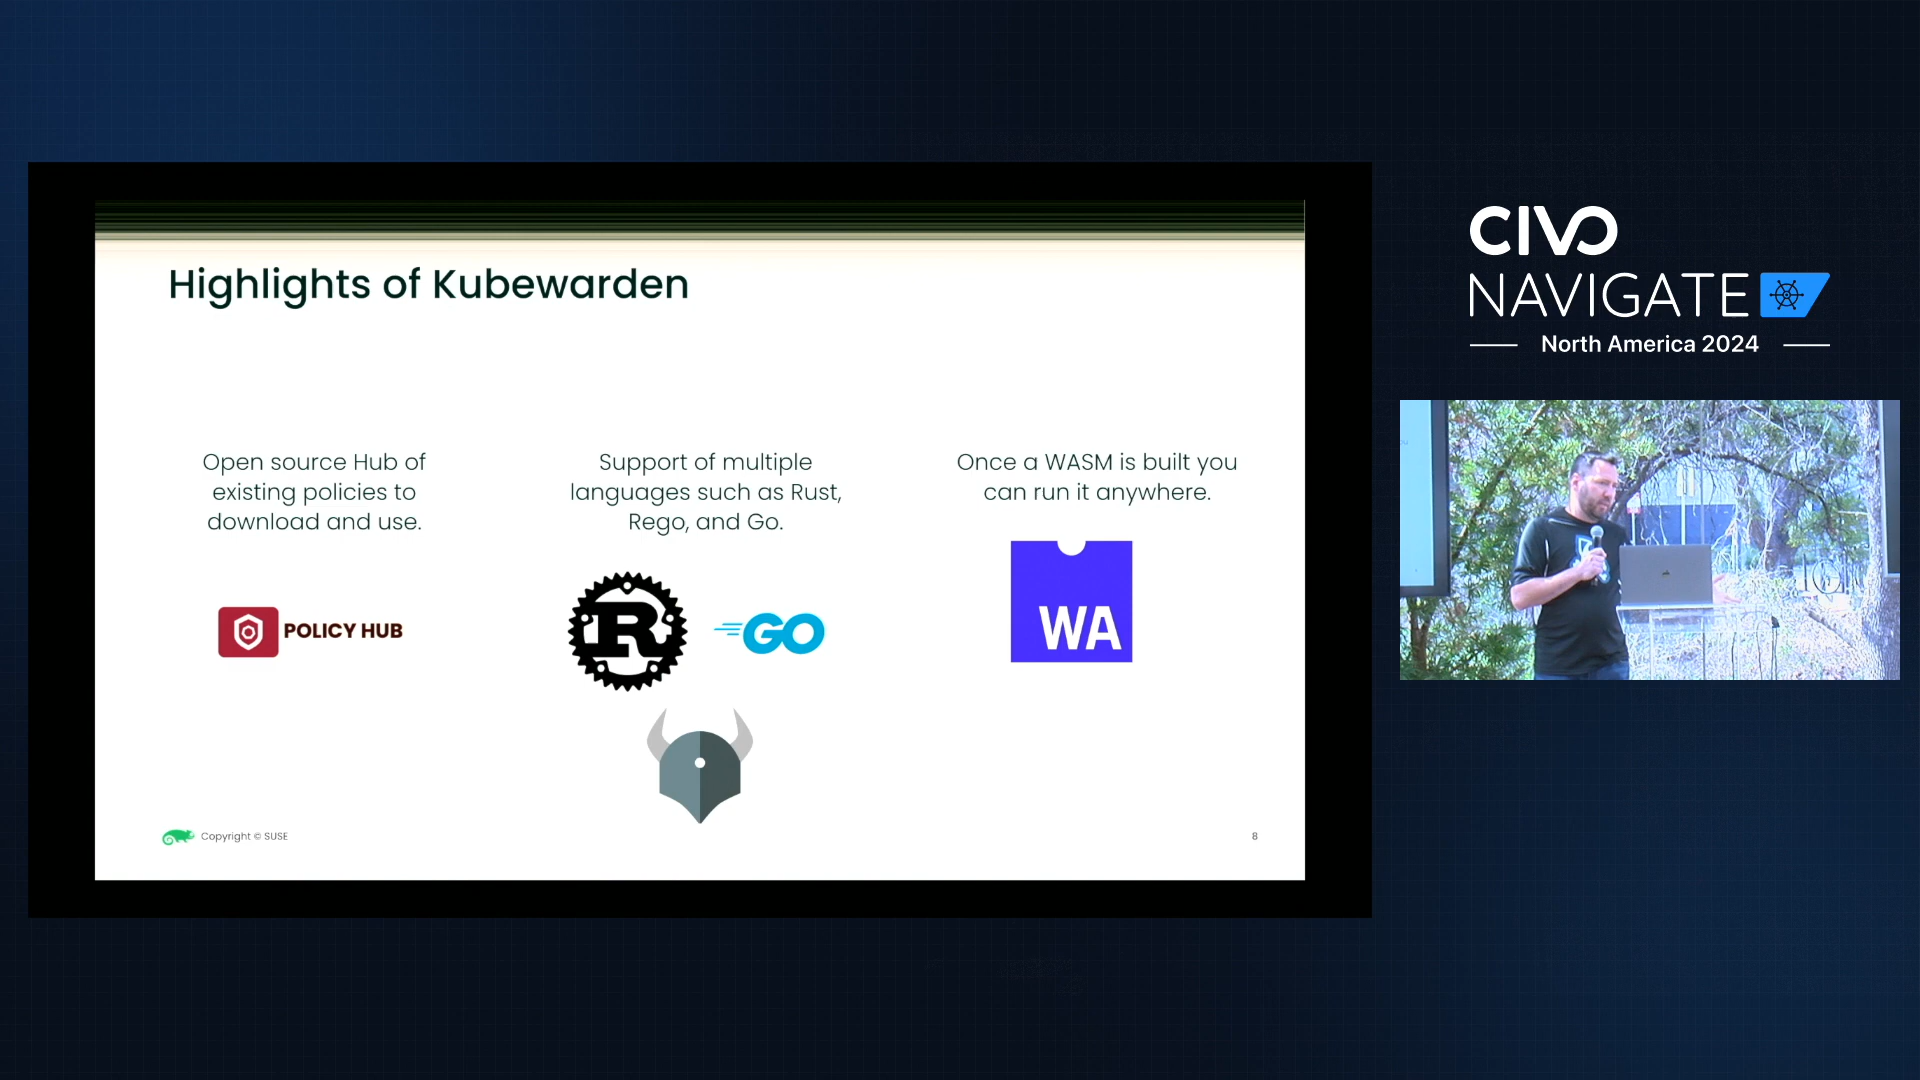 Highlights of Kubewarden
Open source Hub of
existing policies to
download and use.
POLICY HUB
Support of multiple
languages such as Rust,
Rego, and Go.
R
GO
Once a WASM is built you
can run it anywhere.
WA
Copyright © SUSE
8
CIVO
NAVIGATE
North America 2024